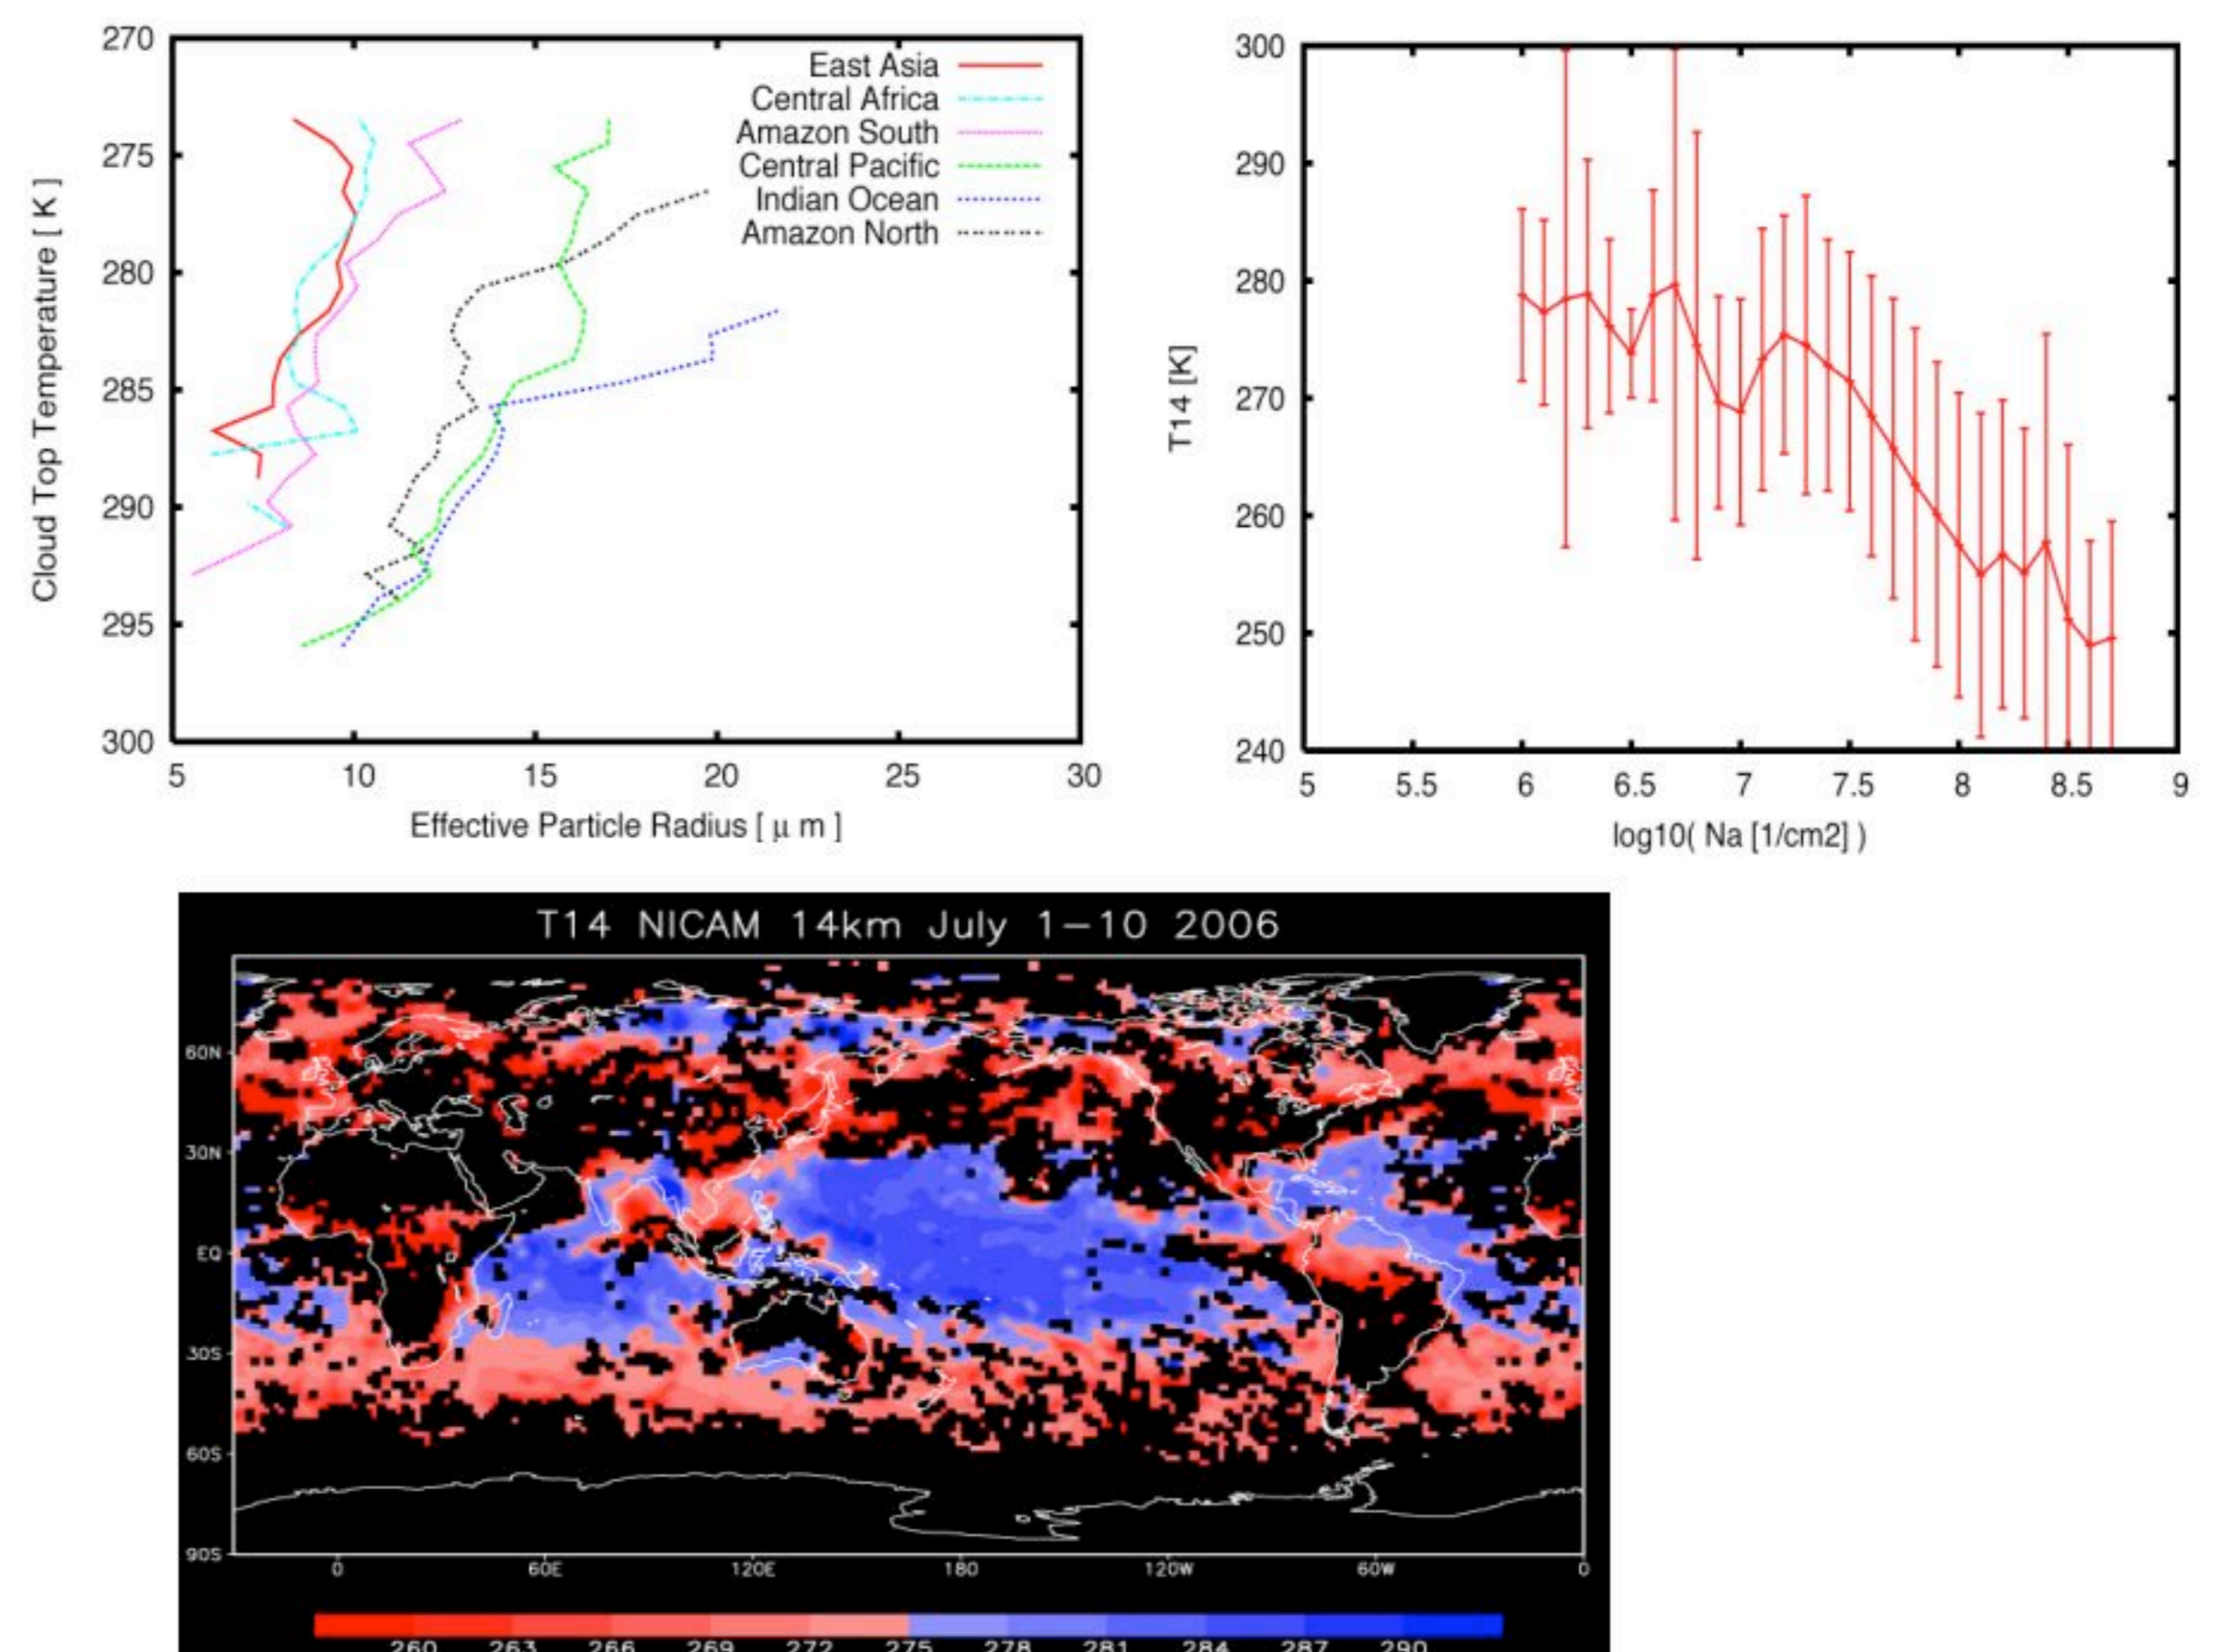 270
275
280
285
290
295
300
5 10 15 20 25 30
Cloud Top Temperature [ K ]
Effective Particle Radius [ μ m ]
East Asia
Central Africa
Amazon South
Central Pacific
Indian Ocean
Amazon North
300
290
280
270
260
250
240
5 5.5 6 6.5 7 7.5 8 8.5 9
T14 [K]
log10( Na [1/cm2] )
T14 NICAM 14km July 1-10 2006
60N
30N
EQ
30S
60S
90S
0 60E 120E 180 120W 60W 0
260 263 266 269 272 275 278 281 284 287 290